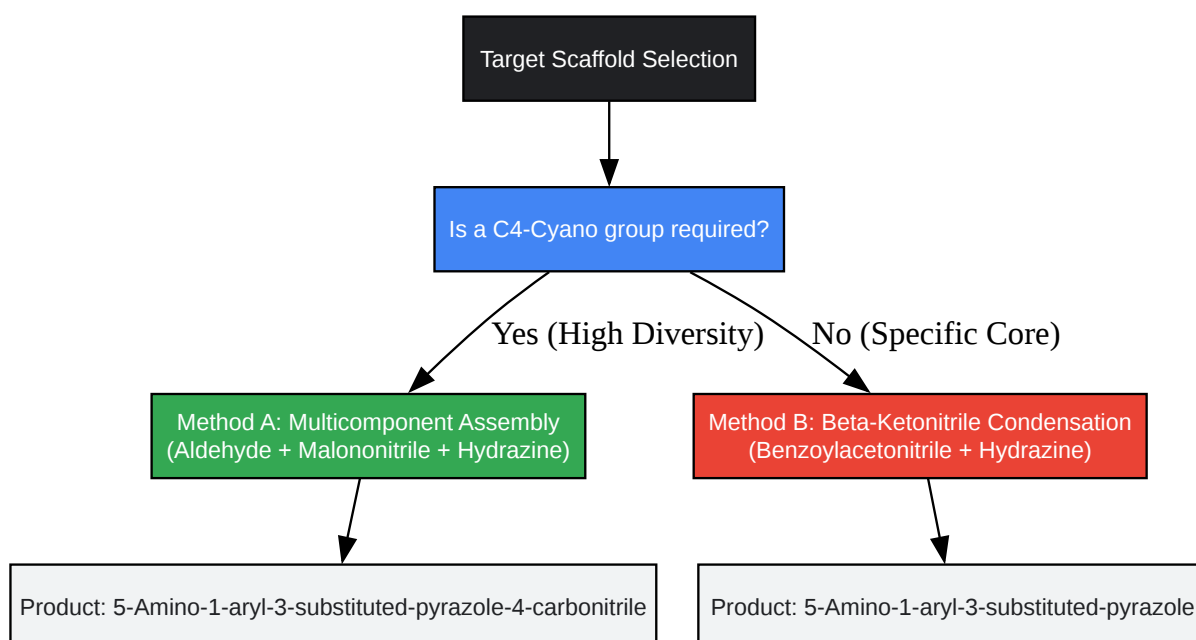 Target Scaffold Selection
Is a C4-Cyano group required?
Yes (High Diversity)
No (Specific Core)
Method A: Multicomponent Assembly
(Aldehyde + Malononitrile + Hydrazine)
Method B: Beta-Ketonitrile Condensation
(Benzoylacetonitrile + Hydrazine)
Product: 5-Amino-1-aryl-3-substituted-pyrazole-4-carbonitrile
Product: 5-Amino-1-aryl-3-substituted-pyrazole